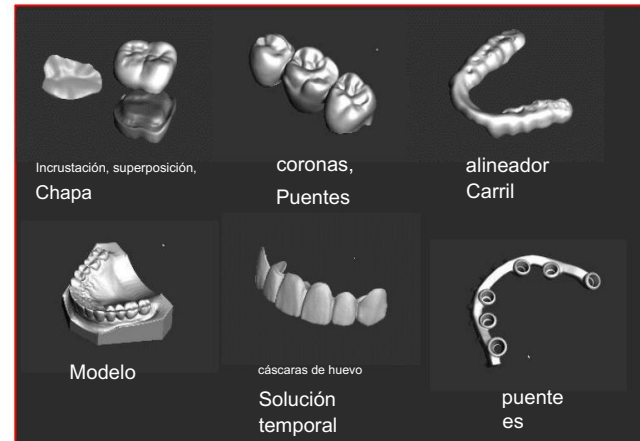 Incrustación, superposición,
Chapa
coronas,
Puentes
alineador
Carril
Modelo
cáscaras de huevo
Solución
temporal
puente
es